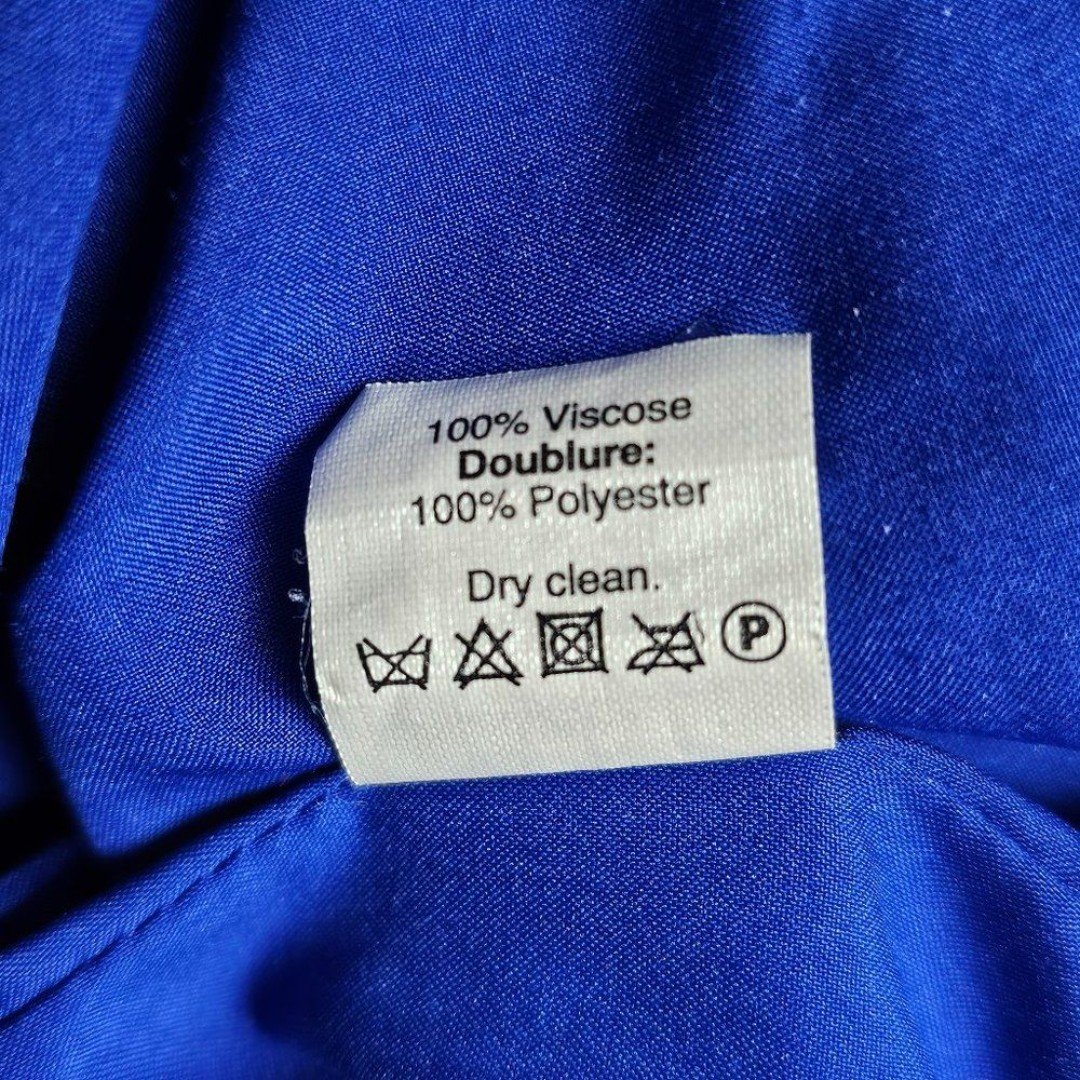 100% Viscose
Doublure:
100% Polyester
Dry clean.
P